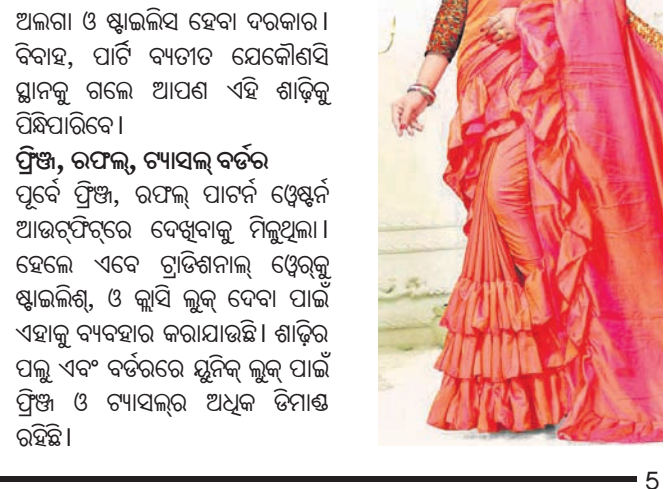 ଅଲଗା ଓ ଷ୍ଟାଇଲିସ ହେବା ଦରକାର।
ବିବାହ, ପାର୍ଟି ବ୍ୟତୀତ ଯେକୌଣସି
ସ୍ଥାନକୁ ଗଲେ ଆପଣ ଏହି ଶାଢ଼ିକୁ
ପିନ୍ଧିପାରିବେ।
ଫ୍ରିଞ୍ଜ, ରଫଲ୍, ଟ୍ୟାସଲ୍ ବର୍ଡର
ପୂର୍ବେ ଫ୍ରିଞ୍ଜ, ରଫଲ୍ ପାଟର୍ନ ୱେଷ୍ଟର୍ନ
ଆଉଟ୍‌ଫିଟ୍‌ରେ ଦେଖିବାକୁ ମିଳୁଥିଲା।
ହେଲେ ଏବେ ଟ୍ରାଡିଶନାଲ୍ ୱେର୍‌କୁ
ଷ୍ଟାଇଲିଶ୍, ଓ କ୍ଲାସି ଲୁକ୍ ଦେବା ପାଇଁ
ଏହାକୁ ବ୍ୟବହାର କରାଯାଉଛି। ଶାଢ଼ିର
ପଲୁ ଏବଂ ବର୍ଡରରେ ୟୁନିକ୍ ଲୁକ୍ ପାଇଁ
ଫ୍ରିଞ୍ଜ ଓ ଟ୍ୟାସଲ୍‌ର ଅଧିକ ଡିମାଣ୍ଡ
ରହିଛି।
5